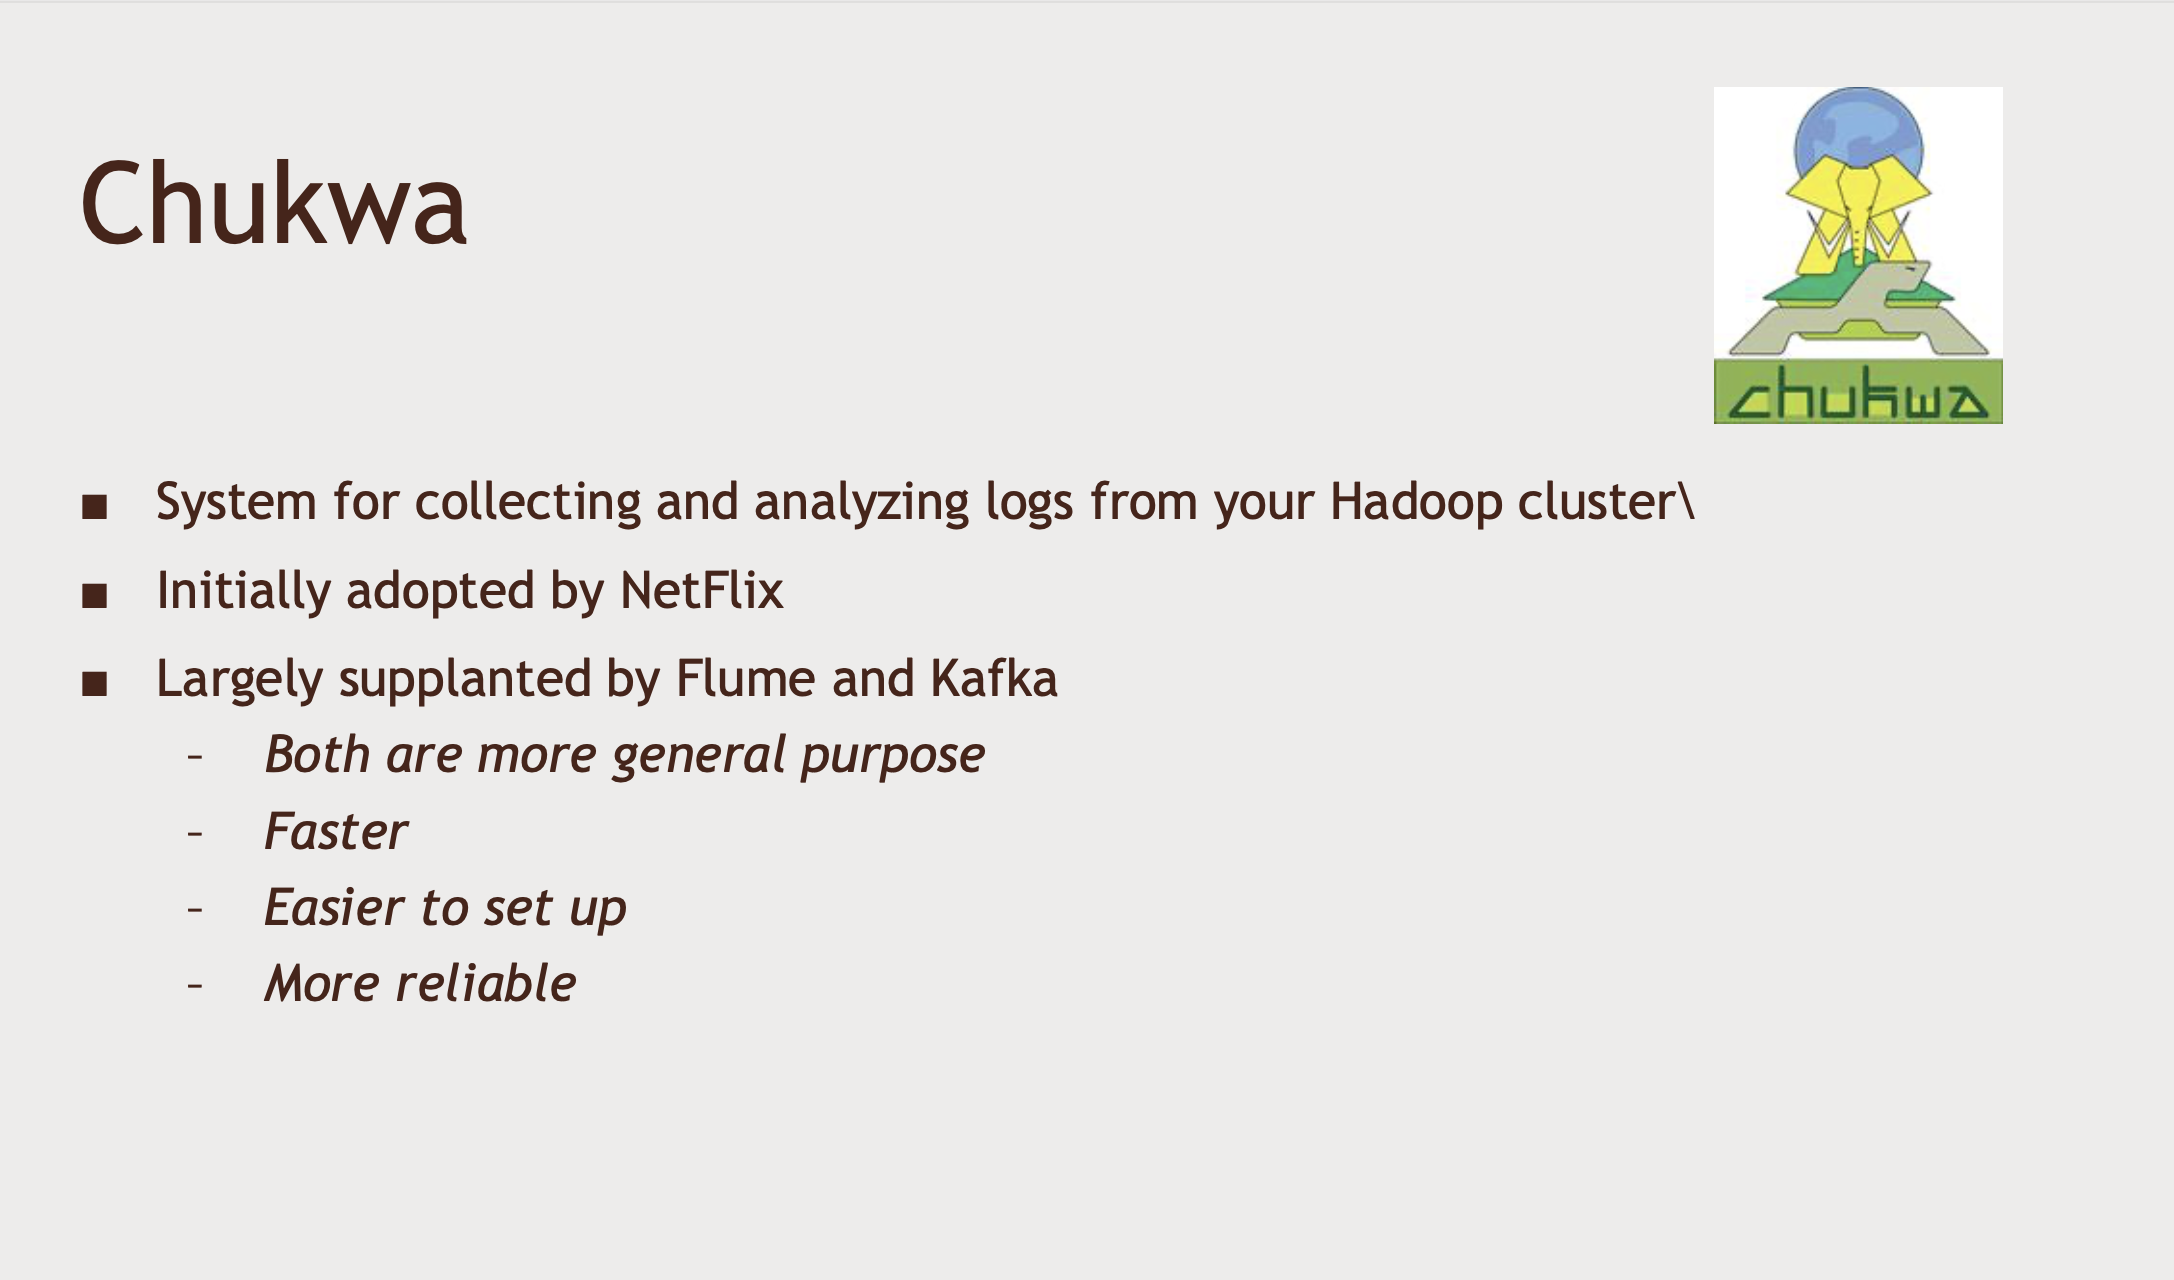 Chukwa
chukwa
■ System for collecting and analyzing logs from your Hadoop cluster\
■ Initially adopted by NetFlix
■ Largely supplanted by Flume and Kafka
– Both are more general purpose
– Faster
– Easier to set up
– More reliable